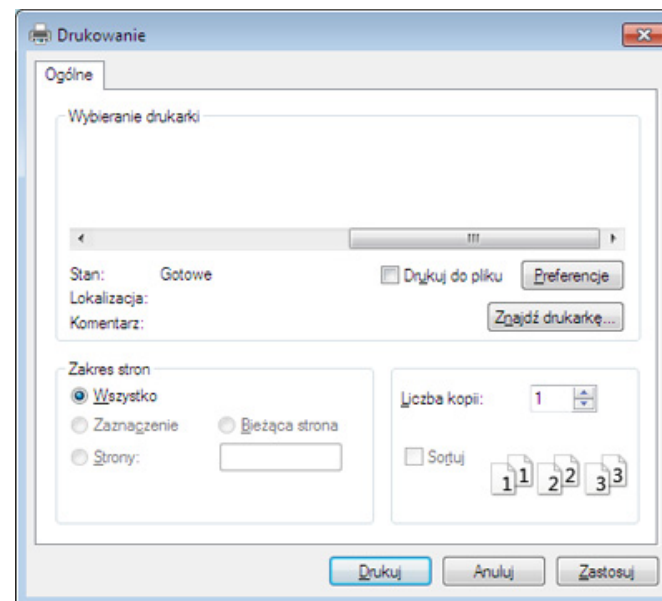 Drukowanie
Ogólne
Wybieranie drukarki
Stan: Gotowe
Drukuj do pliku
Preferencje
Lokalizacja:
Komentarz:
Znajdź drukarkę...
Zakres stron
Wszystko
Zaznaczenie
Bieżąca strona
Strony:
Liczba kopii: 1
Sortuj
1 1 2 2 3 3
Drukuj
Anuluj
Zastosuj